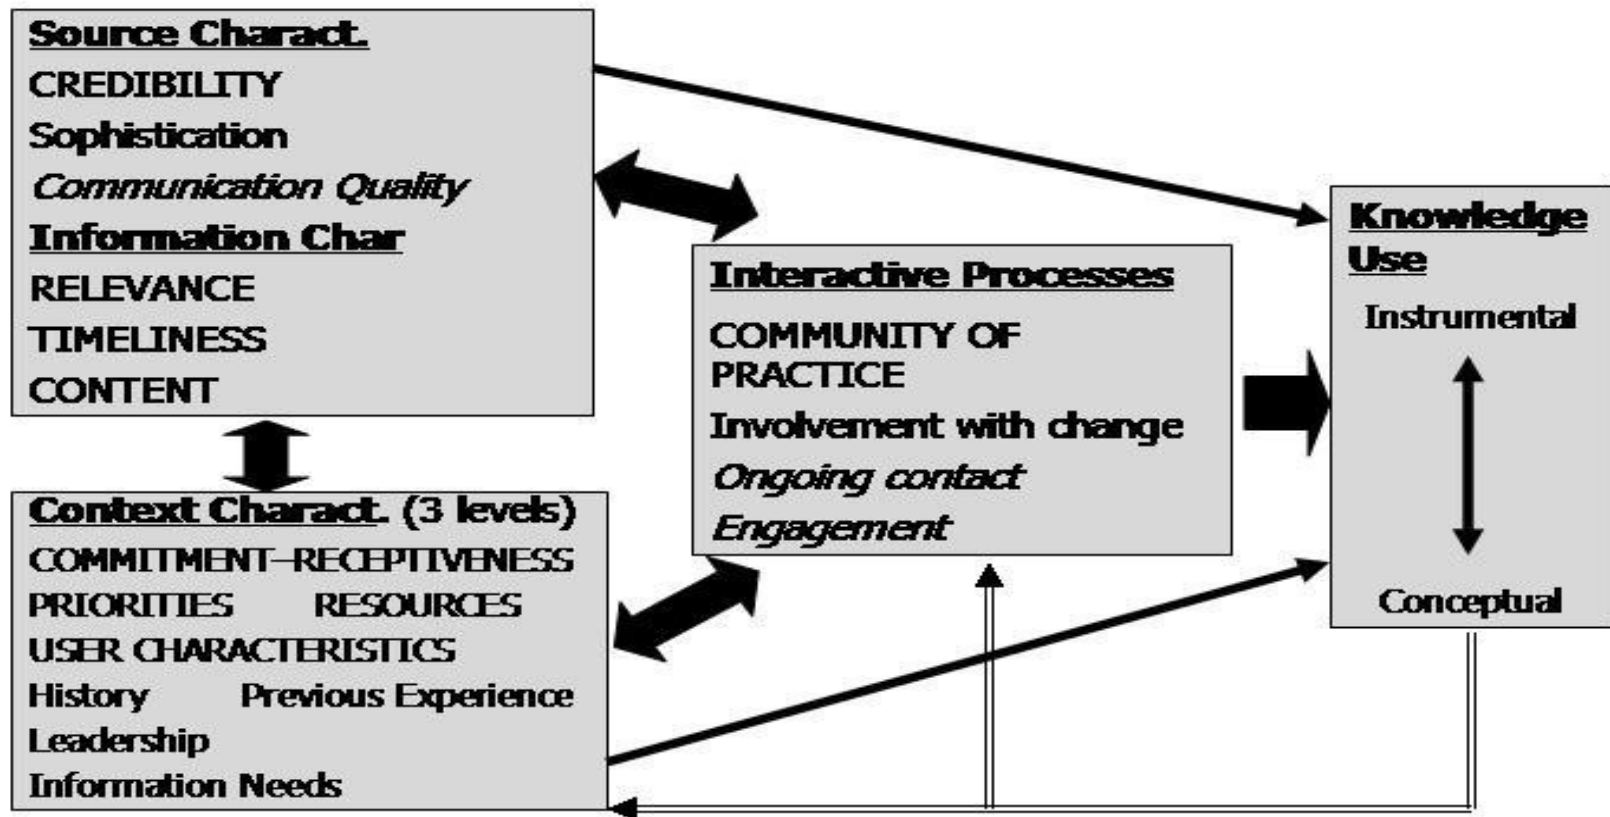 Source Charact.
CREDIBILITY
Sophistication
Communication Quality
Information Char
RELEVANCE
TIMELINESS
CONTENT
Context Charact. (3 levels)
COMMITMENT–RECEPTIVENESS
PRIORITIES RESOURCES
USER CHARACTERISTICS
History Previous Experience
Leadership
Information Needs
Interactive Processes
COMMUNITY OF
PRACTICE
Involvement with change
Ongoing contact
Engagement
Knowledge
Use
Instrumental
Conceptual